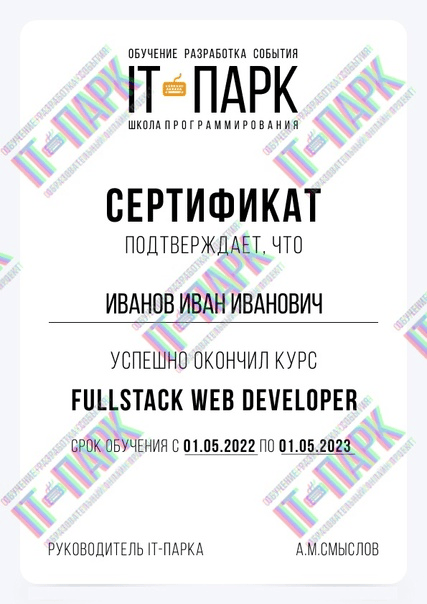 ОБУЧЕНИЕ РАЗРАБОТКА СОБЫТИЯ
IT ПАРК
ШКОЛА ПРОГРАММИРОВАНИЯ
СЕРТИФИКАТ
ПОДТВЕРЖДАЕТ, ЧТО
ИВАНОВ ИВАН ИВАНОВИЧ
УСПЕШНО ОКОНЧИЛ КУРС
FULLSTACK WEB DEVELOPER
СРОК ОБУЧЕНИЯ С 01.05.2022 ПО 01.05.2023
РУКОВОДИТЕЛЬ IT-ПАРКА А.М.СМЫСЛОВ